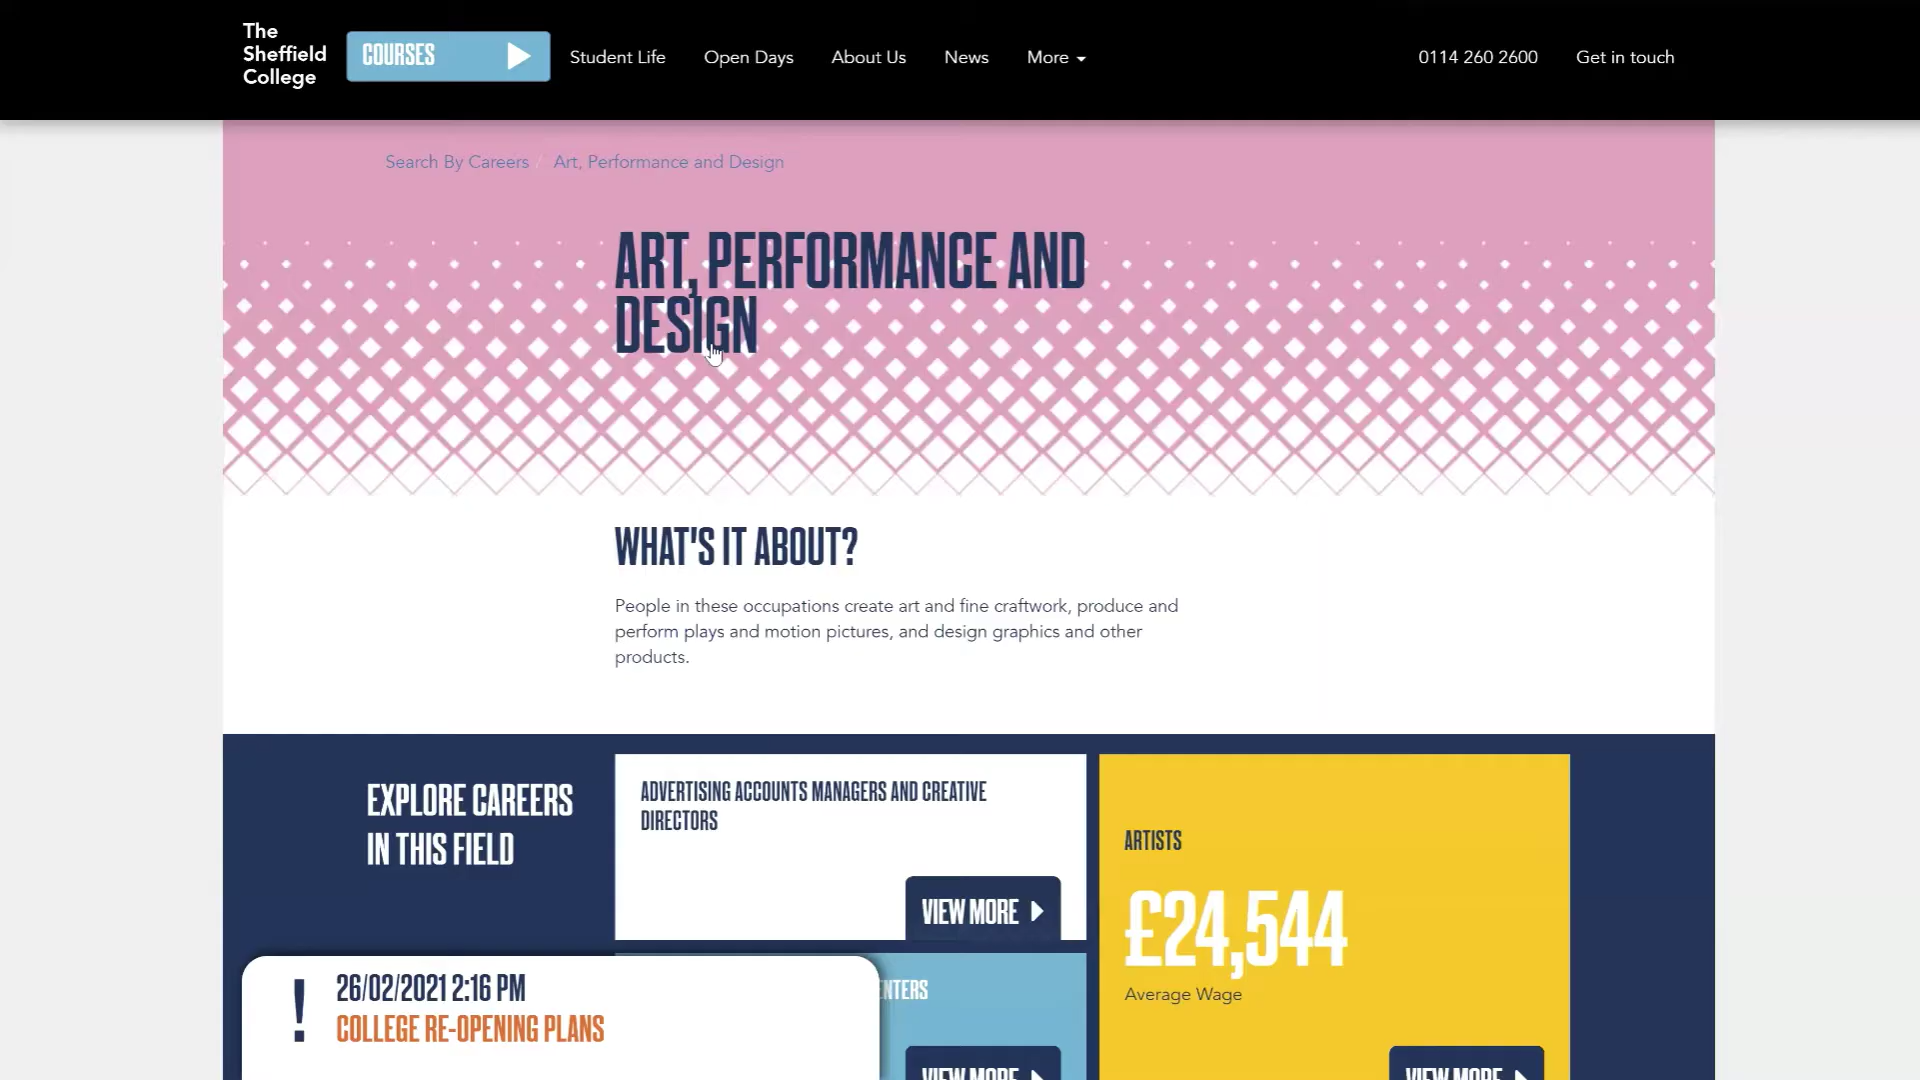 The
Sheffield
College
COURSES
Student Life
Open Days
About Us
News
More
0114 260 2600
Get in touch
Search By Careers / Art, Performance and Design
ART, PERFORMANCE AND
DESIGN
WHAT'S IT ABOUT?
People in these occupations create art and fine craftwork, produce and
perform plays and motion pictures, and design graphics and other
products.
EXPLORE CAREERS
IN THIS FIELD
ADVERTISING ACCOUNTS MANAGERS AND CREATIVE
DIRECTORS
VIEW MORE
ARTISTS
£24,544
Average Wage
VIEW MORE
VIEW MORE
! 26/02/2021 2:16 PM
COLLEGE RE-OPENING PLANS